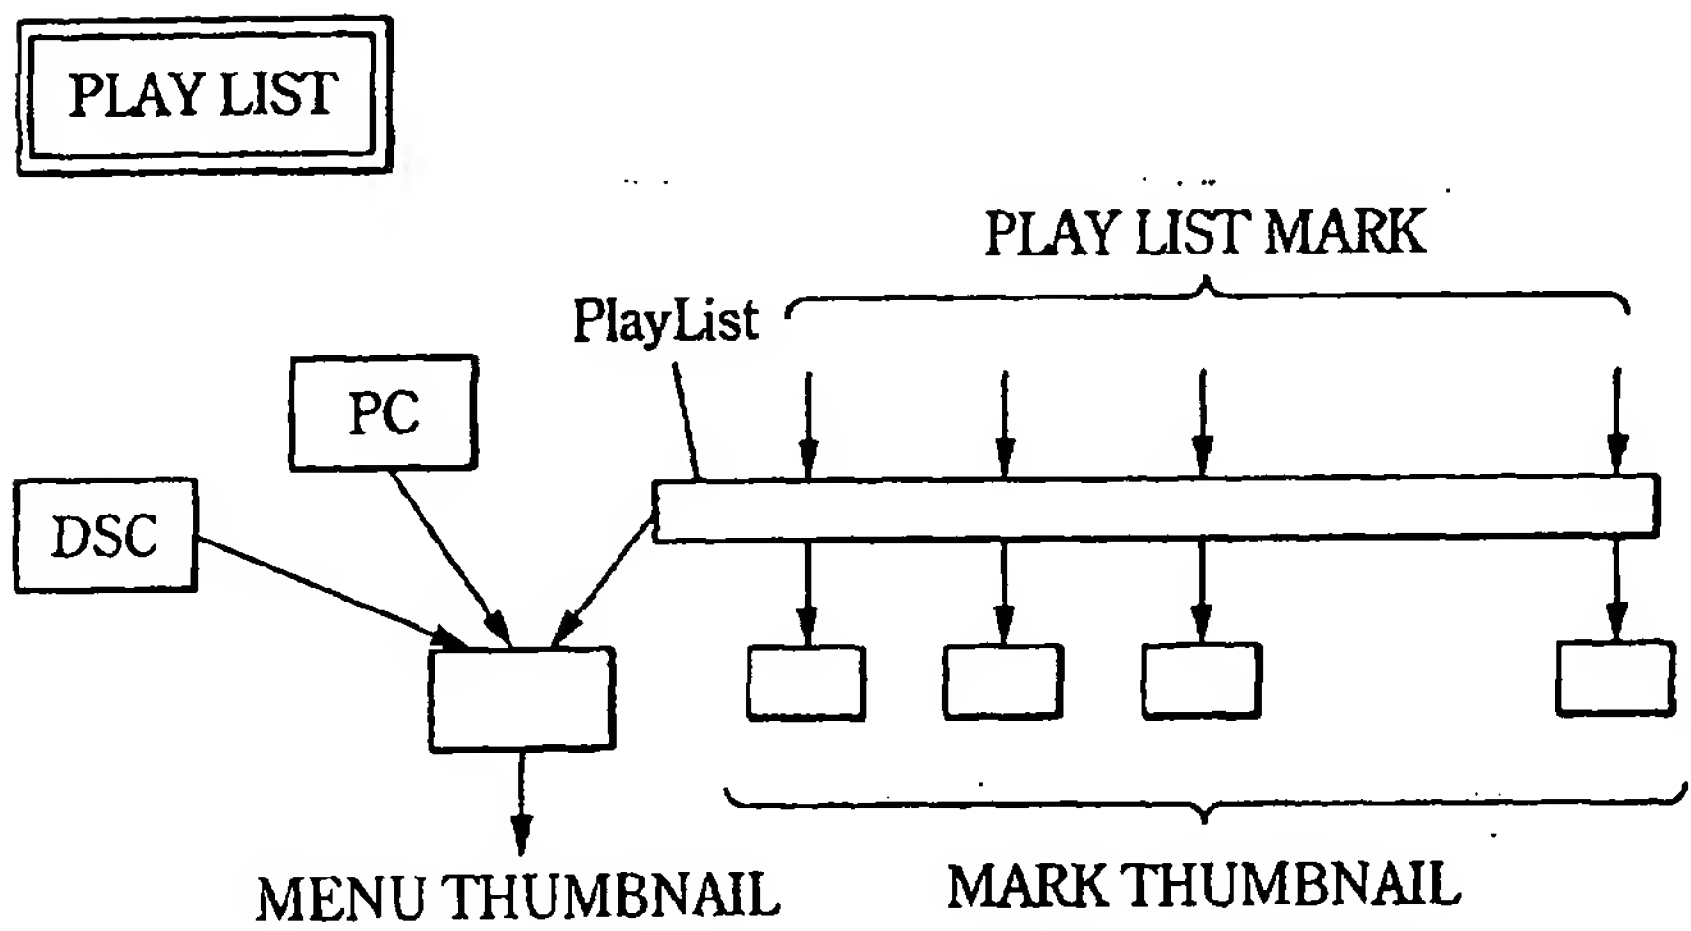 PLAY LIST
PLAY LIST MARK
PlayList
PC
DSC
MENU THUMBNAIL
MARK THUMBNAIL